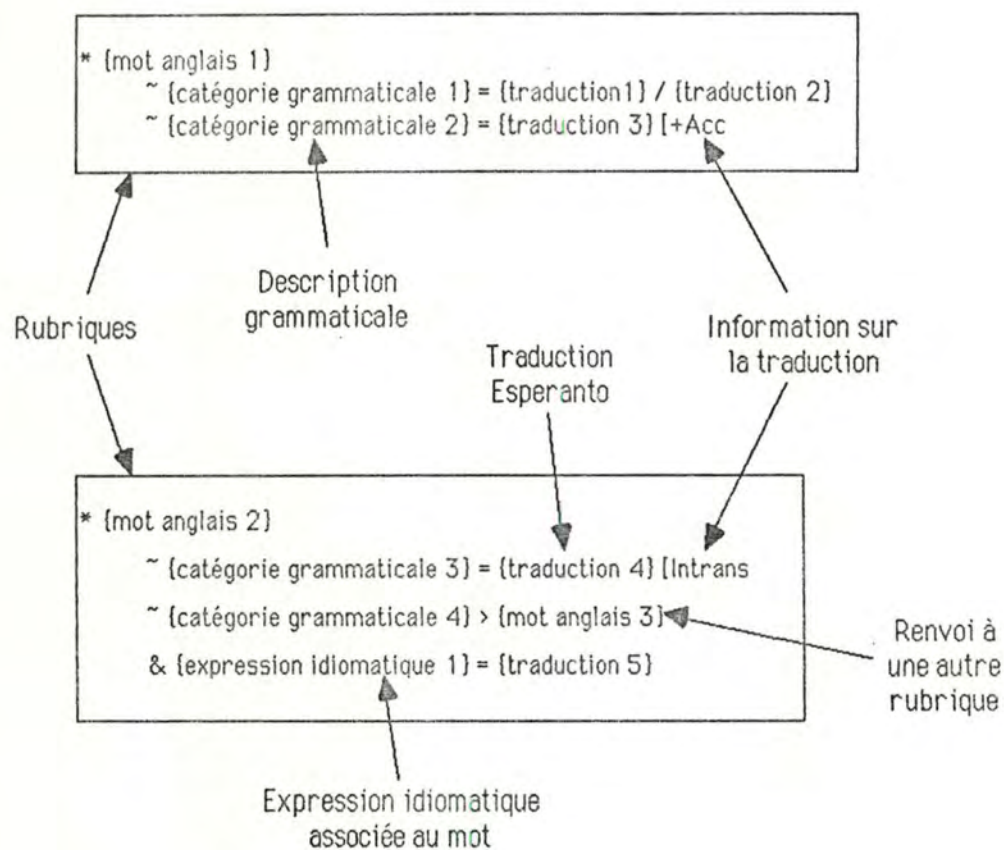 * {mot anglais 1}
~ {catégorie grammaticale 1} = {traduction1} / {traduction 2}
~ {catégorie grammaticale 2} = {traduction 3} [+Acc
Description
grammaticale
Rubriques
Information sur
la traduction
Traduction
Esperanto
* {mot anglais 2}
~ {catégorie grammaticale 3} = {traduction 4} [Intrans
~ {catégorie grammaticale 4} > {mot anglais 3}
& {expression idiomatique 1} = {traduction 5}
Renvoi à
une autre
rubrique
Expression idiomatique
associée au mot